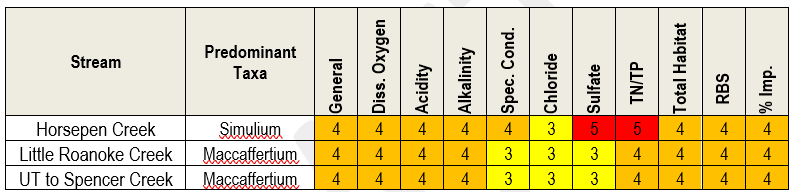 Stream Predominant Taxa General Diss. Oxygen Acidity Alkalinity Spec. Cond. Chloride Sulfate TN/TP Total Habitat RBS % Imp.
Horsepen Creek Simulium 4 4 4 4 4 3 5 5 4 4 4
Little Roanoke Creek Maccaffertium 4 4 4 4 3 3 3 4 4 4 4
UT to Spencer Creek Maccaffertium 4 4 4 4 3 3 3 4 4 4 4